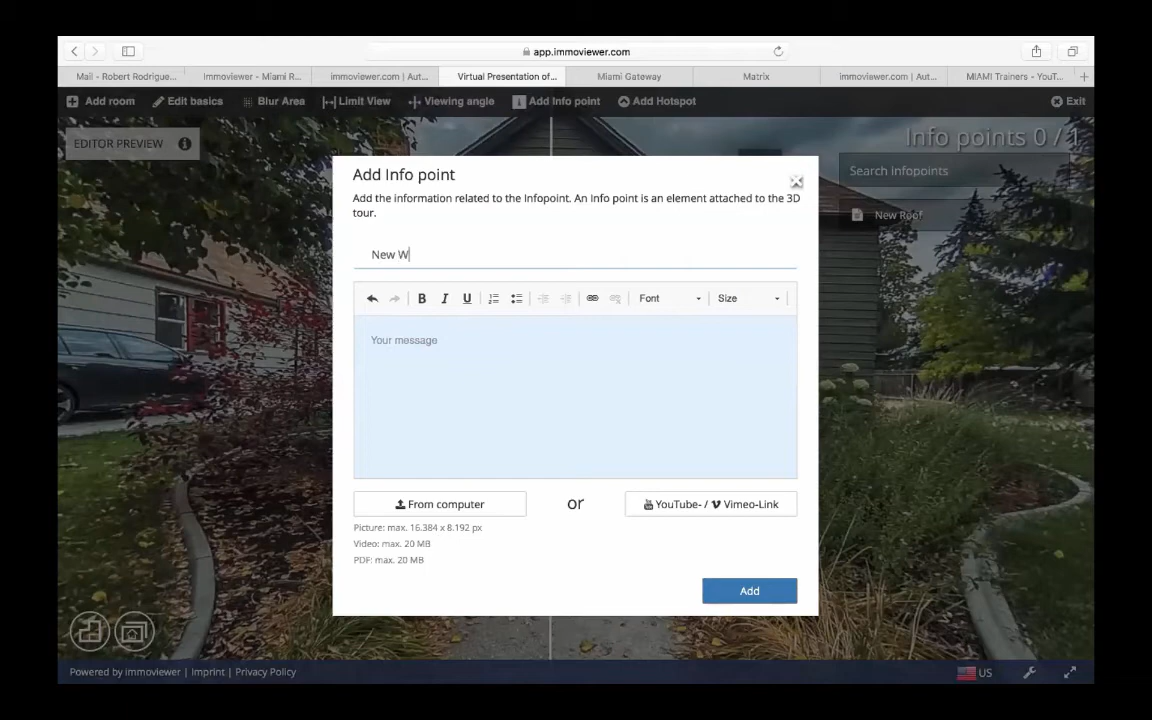 app.immoviewer.com
Mail - Robert Rodrigue...
Immoviewer - Miami R...
immoviewer.com | Aut...
Virtual Presentation of...
Miami Gateway
Matrix
immoviewer.com | Aut...
MIAMI Trainers - YouT...
Add room
Edit basics
Blur Area
Limit View
Viewing angle
Add Info point
Add Hotspot
Exit
EDITOR PREVIEW
Info points 0 / 1
Search Infopoints
New Roof
Add Info point
Add the information related to the Infopoint. An Info point is an element attached to the 3D
tour.
New W
B I U Font Size
Your message
From computer
or
YouTube- / Vimeo-Link
Picture: max. 16.384 x 8.192 px
Video: max. 20 MB
PDF: max. 20 MB
Add
Powered by immoviewer | Imprint | Privacy Policy
US